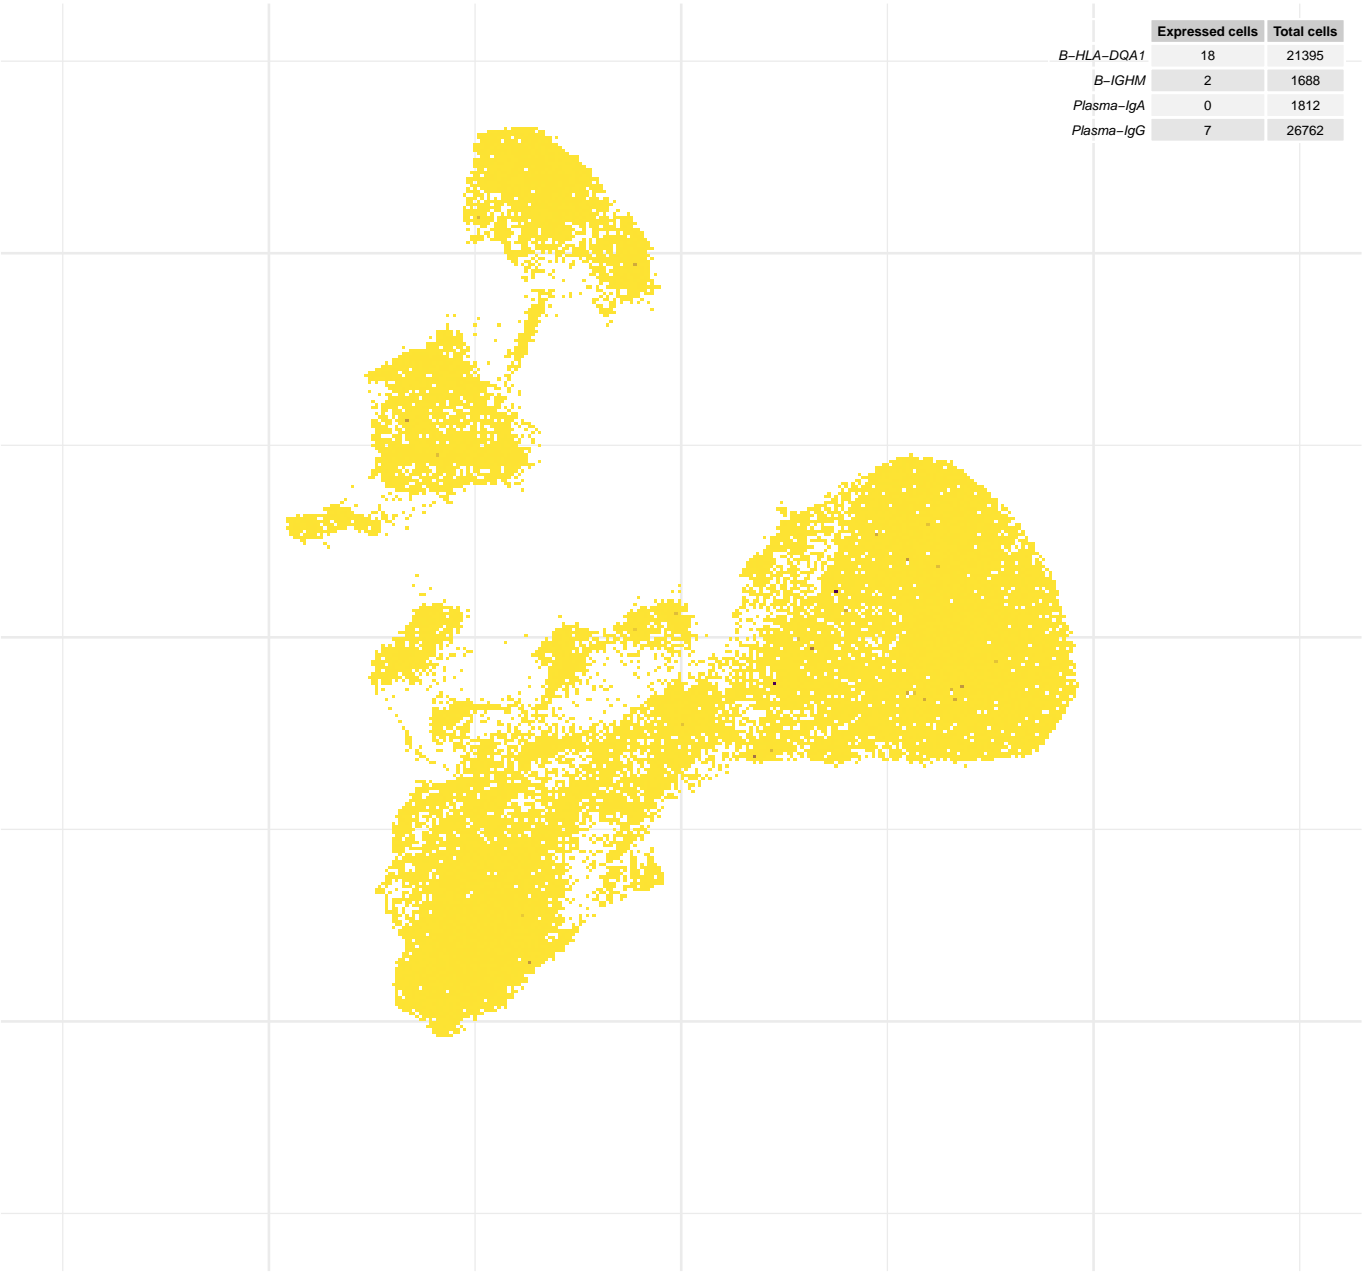 Expressed cells Total cells
B−HLA−DQA1 18 21395
B−IGHM 2 1688
Plasma−IgA 0 1812
Plasma−IgG 7 26762